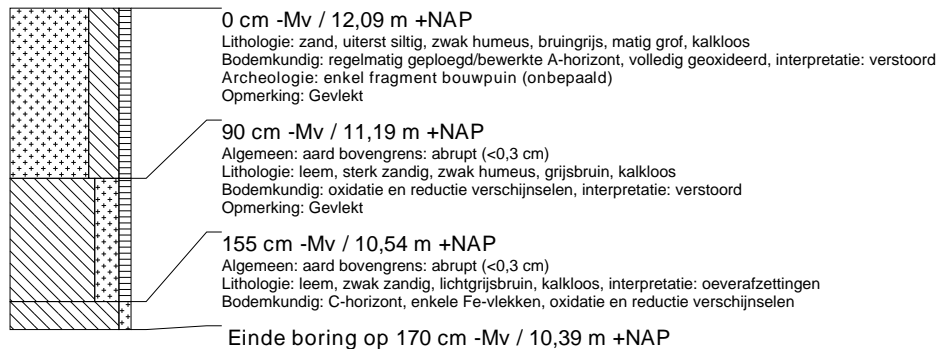 0 cm -Mv / 12,09 m +NAP
Lithologie: zand, uiterst siltig, zwak humeus, bruingrijs, matig grof, kalkloos
Bodemkundig: regelmatig geploegd/bewerkte A-horizont, volledig geoxideerd, interpretatie: verstoord
Archeologie: enkel fragment bouwpuin (onbepaald)
Opmerking: Gevlekt
90 cm -Mv / 11,19 m +NAP
Algemeen: aard bovengrens: abrupt (<0,3 cm)
Lithologie: leem, sterk zandig, zwak humeus, grijsbruin, kalkloos
Bodemkundig: oxidatie en reductie verschijnselen, interpretatie: verstoord
Opmerking: Gevlekt
155 cm -Mv / 10,54 m +NAP
Algemeen: aard bovengrens: abrupt (<0,3 cm)
Lithologie: leem, zwak zandig, lichtgrijsbruin, kalkloos, interpretatie: oeverafzettingen
Bodemkundig: C-horizont, enkele Fe-vlekken, oxidatie en reductie verschijnselen
Einde boring op 170 cm -Mv / 10,39 m +NAP